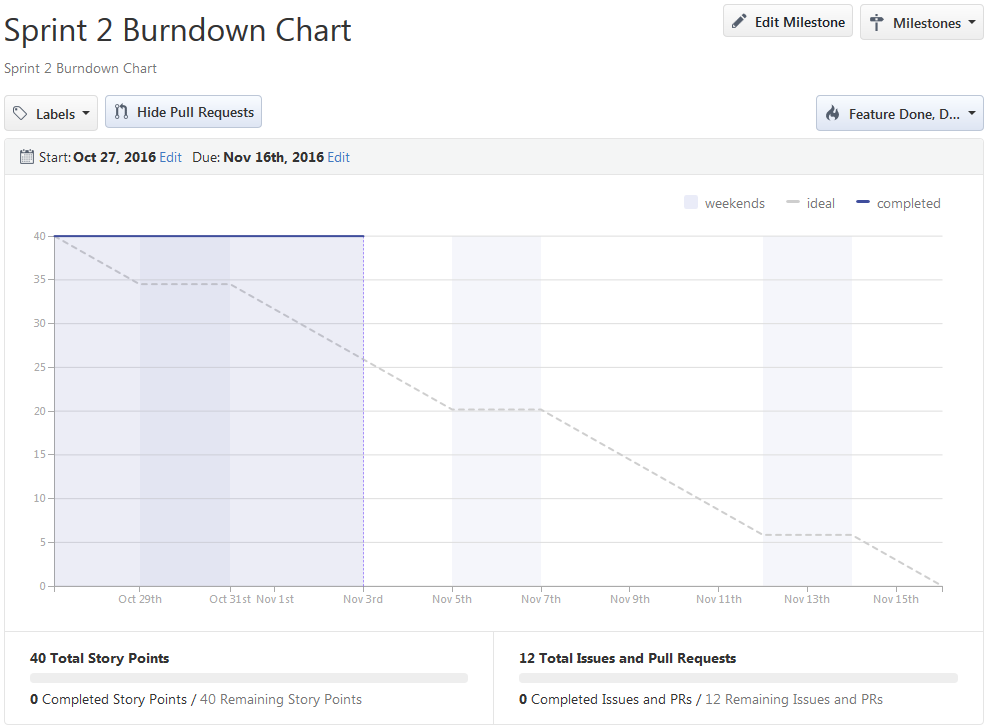 Sprint 2 Burndown Chart
Edit Milestone
Milestones
Sprint 2 Burndown Chart
Labels
Hide Pull Requests
Feature Done, D...
Start: Oct 27, 2016 Edit Due: Nov 16th, 2016 Edit
weekends ideal completed
40
35
30
25
20
15
10
5
0
Oct 29th Oct 31st Nov 1st Nov 3rd Nov 5th Nov 7th Nov 9th Nov 11th Nov 13th Nov 15th
40 Total Story Points
0 Completed Story Points / 40 Remaining Story Points
12 Total Issues and Pull Requests
0 Completed Issues and PRs / 12 Remaining Issues and PRs